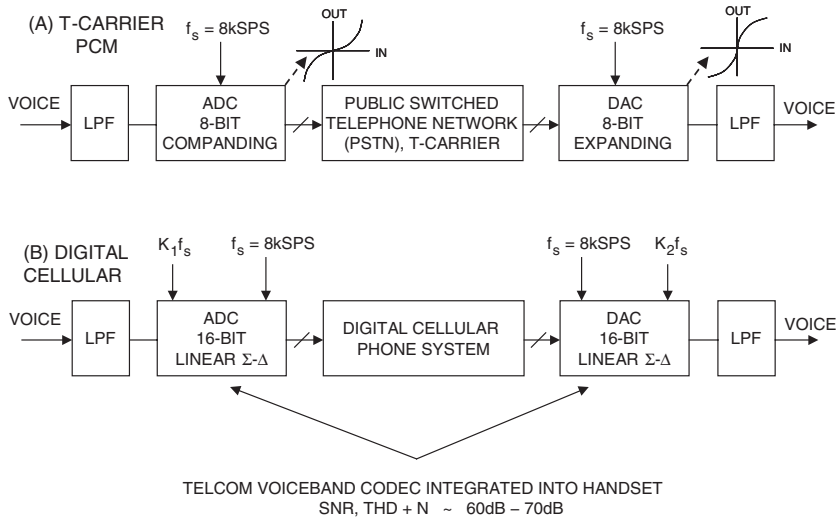 (A) T-CARRIER
PCM
fs = 8kSPS
OUT
IN
fs = 8kSPS
OUT
IN
VOICE
LPF
ADC
8-BIT
COMPANDING
PUBLIC SWITCHED
TELEPHONE NETWORK
(PSTN), T-CARRIER
DAC
8-BIT
EXPANDING
LPF
VOICE
(B) DIGITAL
CELLULAR
K1fs
fs = 8kSPS
fs = 8kSPS
K2fs
VOICE
LPF
ADC
16-BIT
LINEAR Σ-Δ
DIGITAL CELLULAR
PHONE SYSTEM
DAC
16-BIT
LINEAR Σ-Δ
LPF
VOICE
TELCOM VOICEBAND CODEC INTEGRATED INTO HANDSET
SNR, THD + N ~ 60dB – 70dB